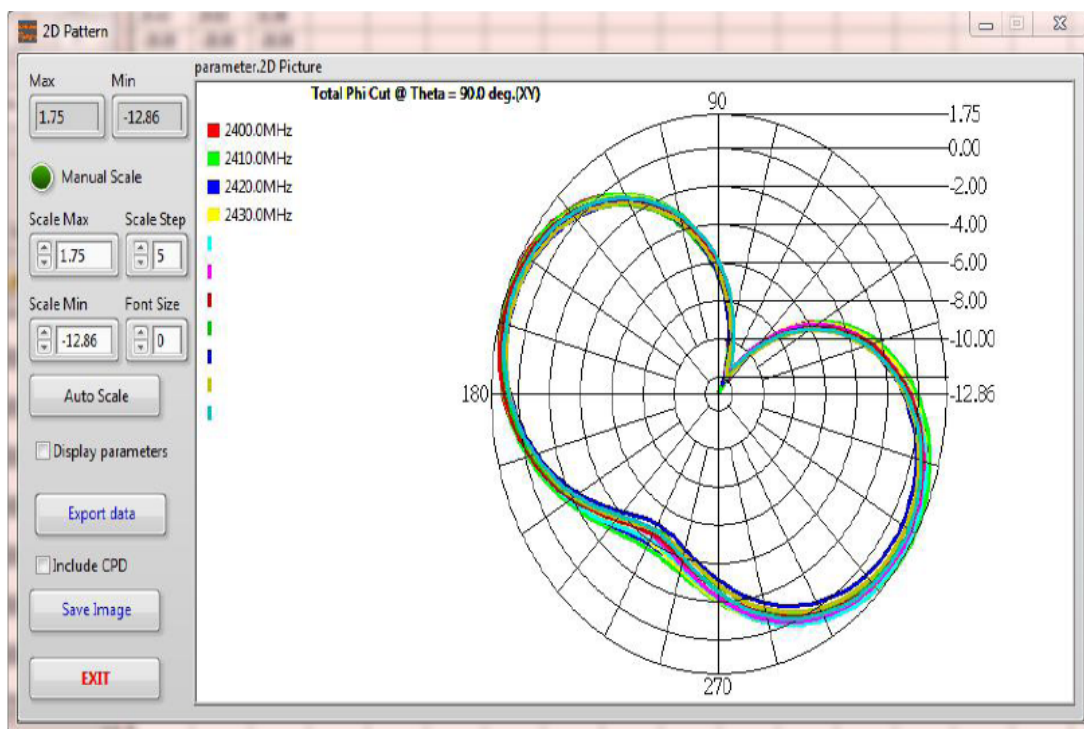 2D Pattern
Max Min
1.75 -12.86
Manual Scale
Scale Max Scale Step
1.75 5
Scale Min Font Size
-12.86 0
Auto Scale
Display parameters
Export data
Include CPD
Save Image
EXIT
parameter.2D Picture
Total Phi Cut @ Theta = 90.0 deg.(XY)
2400.0MHz
2410.0MHz
2420.0MHz
2430.0MHz
90
180
270
1.75
0.00
-2.00
-4.00
-6.00
-8.00
-10.00
-12.86